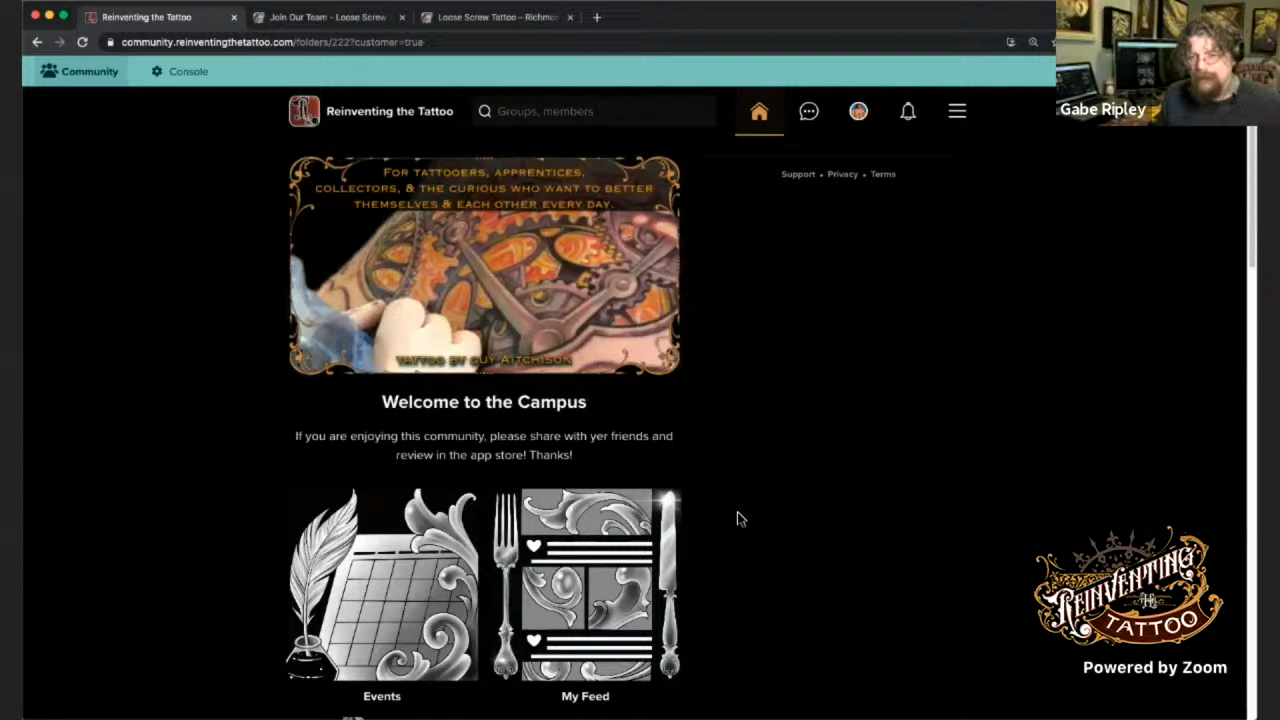 Reinventing the Tattoo
Join Our Team - Loose Screw
Loose Screw Tattoo – Richmo
community.reinventingthetattoo.com/folders/222?customer=true
Community
Console
Gabe Ripley
Reinventing the Tattoo
Groups, members
FOR TATTOOERS, APPRENTICES,
COLLECTORS, & THE CURIOUS WHO WANT TO BETTER
THEMSELVES & EACH OTHER EVERY DAY.
TATTOO BY GUY AITCHISON
Support • Privacy • Terms
Welcome to the Campus
If you are enjoying this community, please share with yer friends and
review in the app store! Thanks!
Events
My Feed
REINVENTING
THE
TATTOO
Powered by Zoom